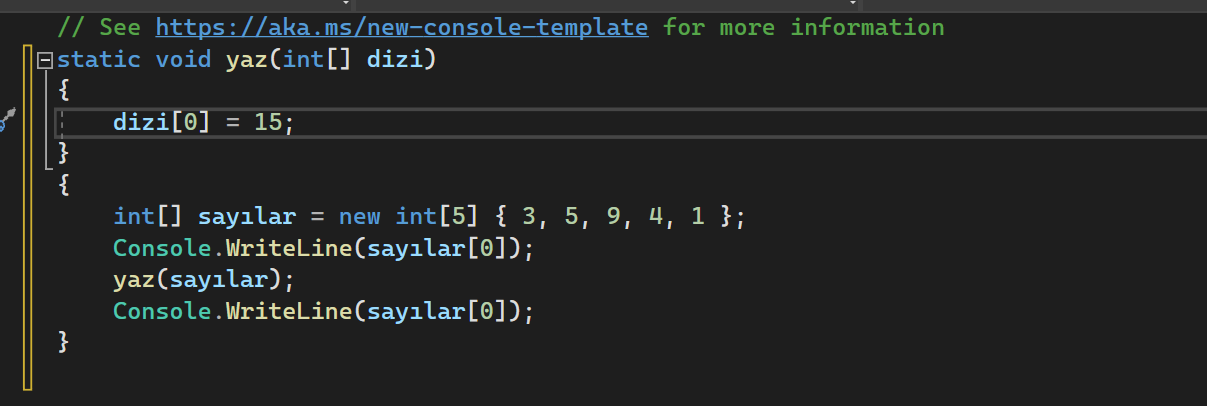 // See https://aka.ms/new-console-template for more information
static void yaz(int[] dizi)
{
    dizi[0] = 15;
}
{
    int[] sayılar = new int[5] { 3, 5, 9, 4, 1 };
    Console.WriteLine(sayılar[0]);
    yaz(sayılar);
    Console.WriteLine(sayılar[0]);
}